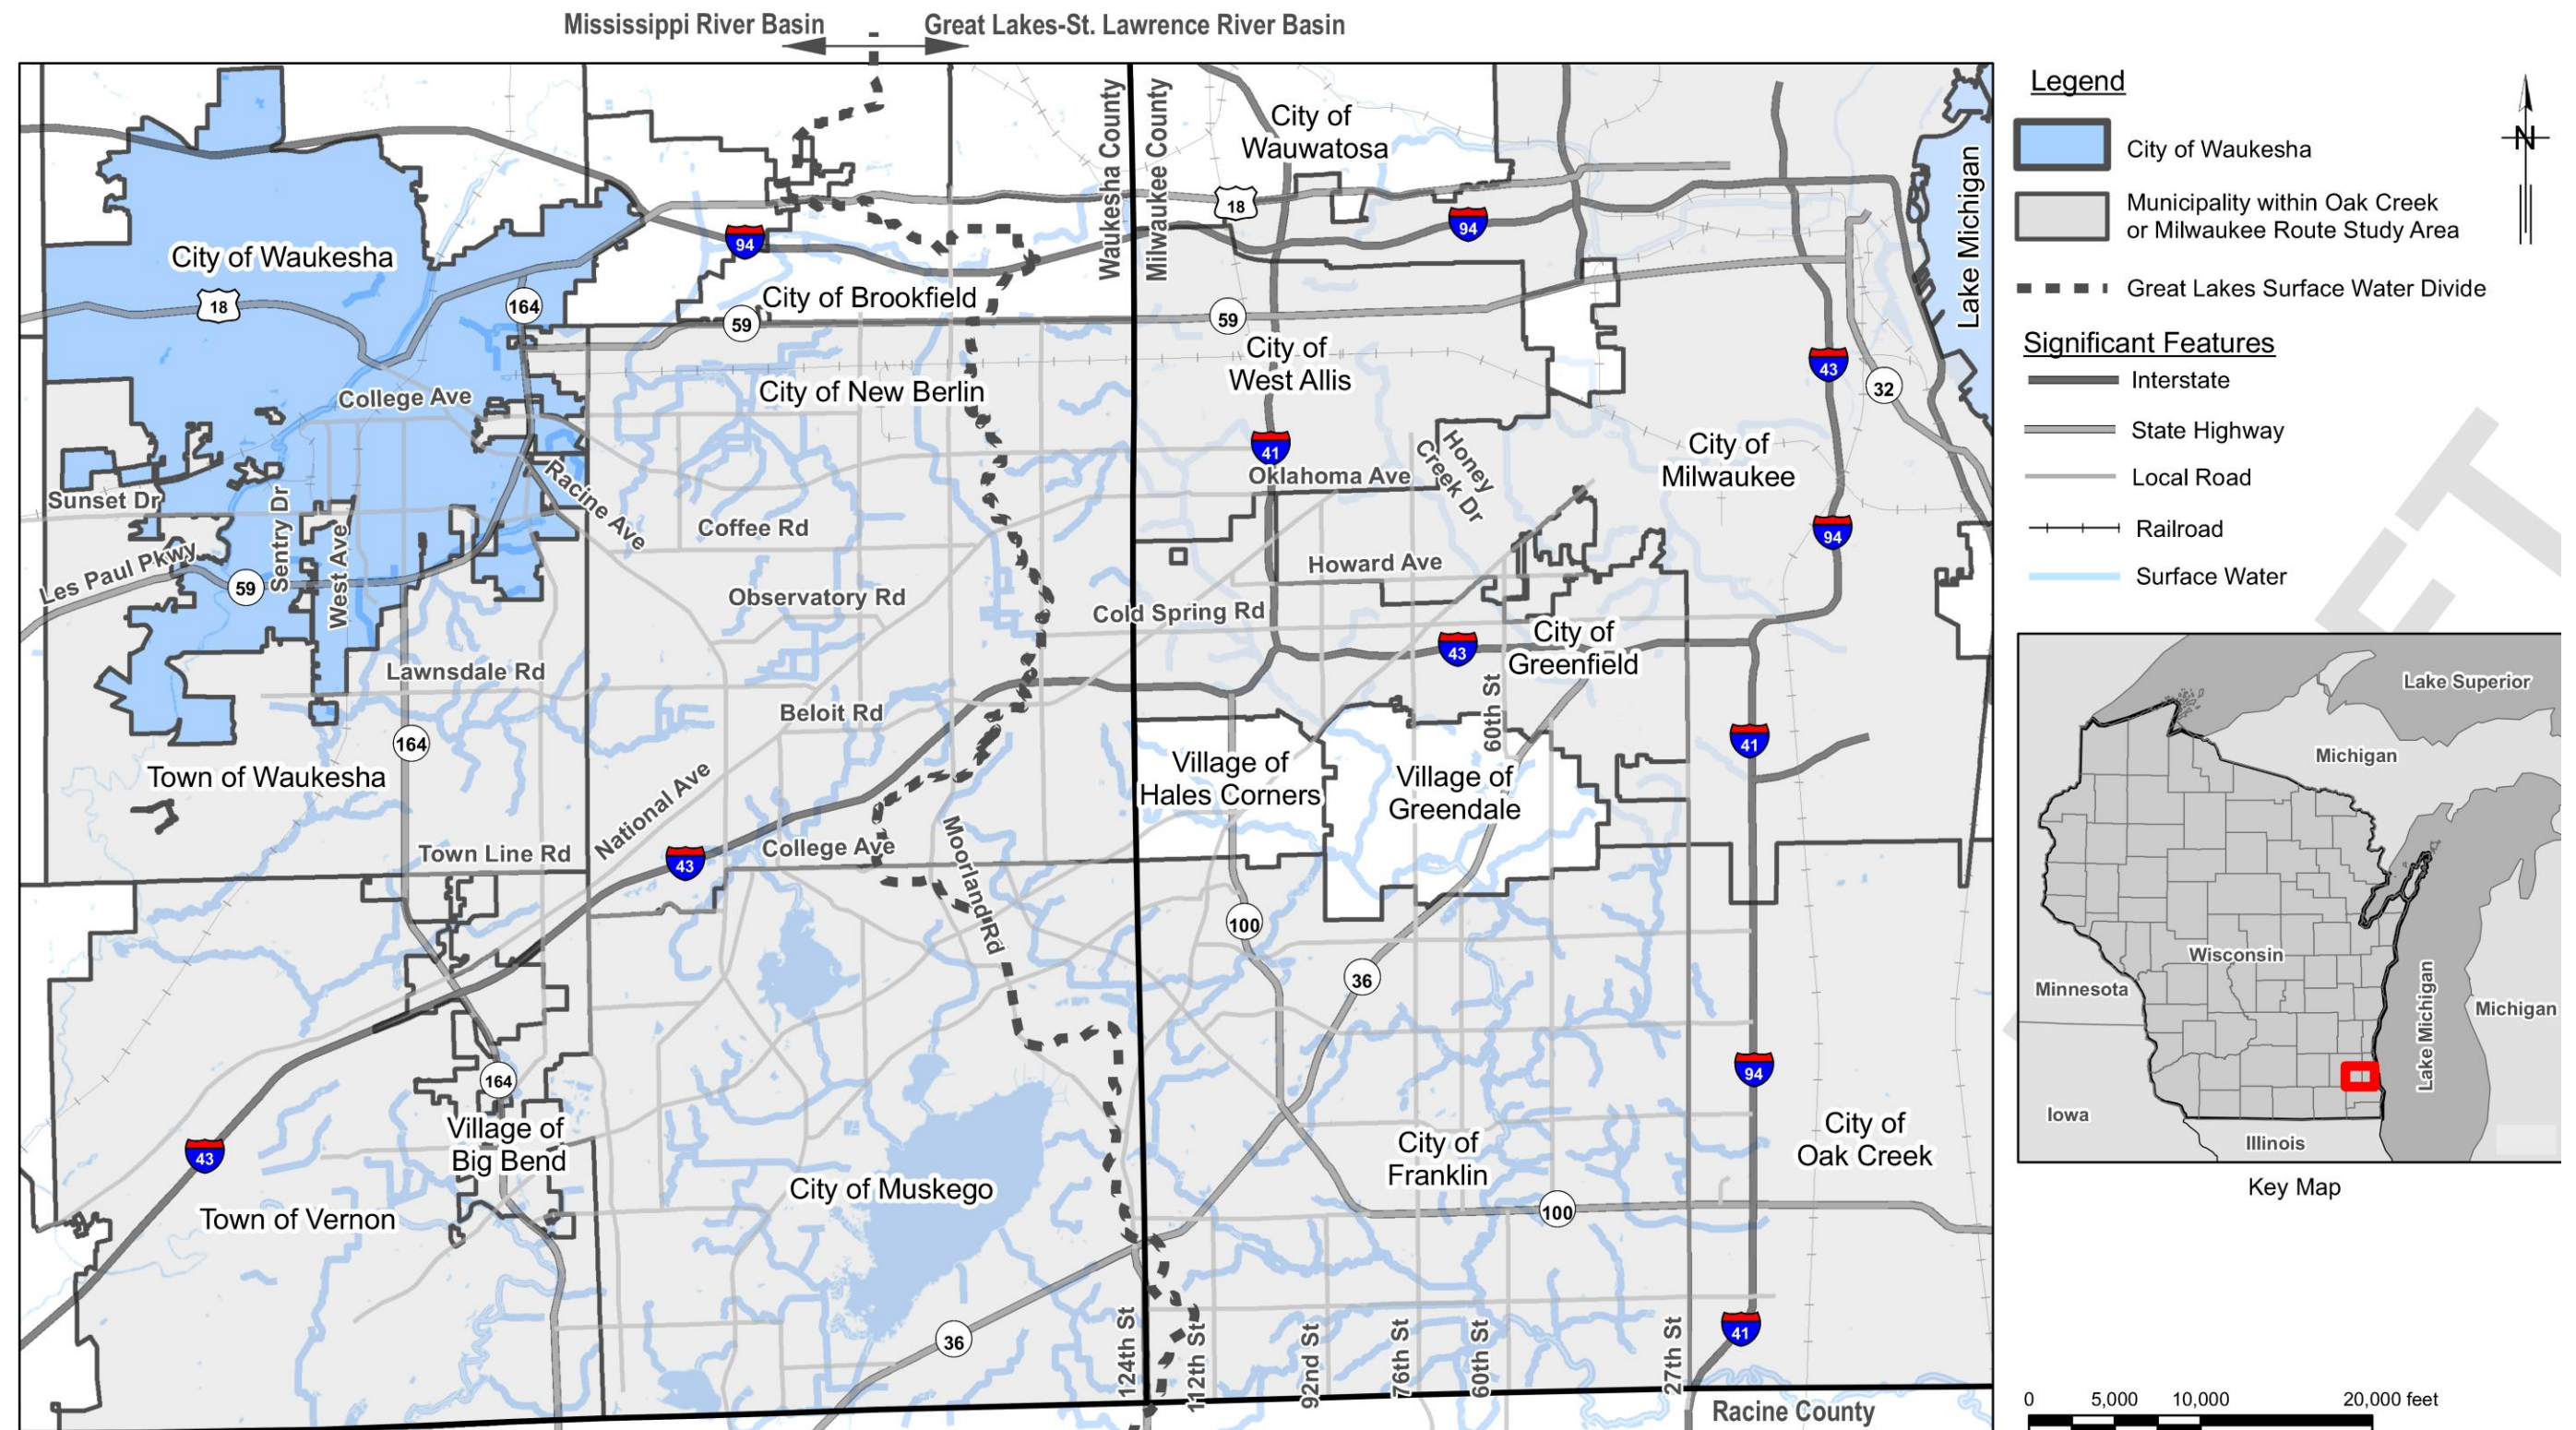 Mississippi River Basin
Great Lakes-St. Lawrence River Basin
Waukesha County
Milwaukee County
City of
Wauwatosa
18
94
94
Lake Michigan
City of Waukesha
18
164
City of Brookfield
59
59
City of
West Allis
43
32
College Ave
City of New Berlin
41
Honey
Creek Dr
City of
Milwaukee
Oklahoma Ave
Sunset Dr
Racine Ave
Coffee Rd
94
Les Paul Pkwy
59
Sentry Dr
West Ave
Howard Ave
Observatory Rd
Cold Spring Rd
43
City of
Greenfield
Lawnsdale Rd
60th St
Beloit Rd
164
41
Town of Waukesha
Village of
Hales Corners
Village of
Greendale
National Ave
Town Line Rd
43
College Ave
Moorland Rd
100
36
164
94
Village of
Big Bend
43
City of
Franklin
City of
Oak Creek
City of Muskego
Town of Vernon
100
36
124th St
112th St
92nd St
76th St
60th St
27th St
41
Racine County
Legend
City of Waukesha
Municipality within Oak Creek
or Milwaukee Route Study Area
Great Lakes Surface Water Divide
Significant Features
Interstate
State Highway
Local Road
Railroad
Surface Water
N
Lake Superior
Michigan
Wisconsin
Minnesota
Lake Michigan
Michigan
Iowa
Illinois
Key Map
0 5,000 10,000 20,000 feet
ET